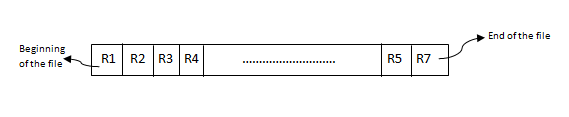 Beginning
of the file
R1 R2 R3 R4 ............................ R5 R7
End of the file